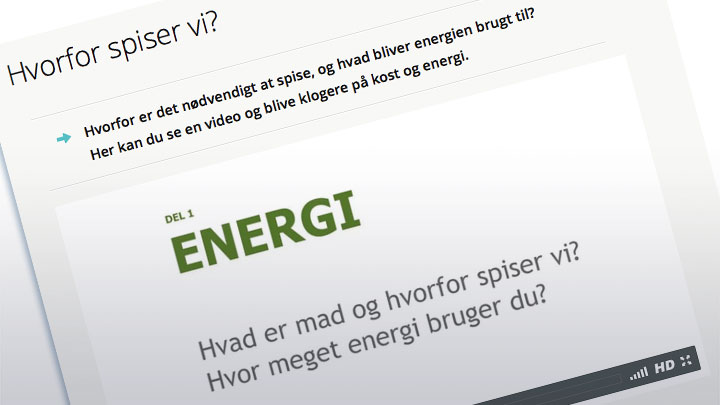 Hvorfor spiser vi?
Hvorfor er det nødvendigt at spise, og hvad bliver energien brugt til?
Her kan du se en video og blive klogere på kost og energi.
DEL 1
ENERGI
Hvad er mad og hvorfor spiser vi?
Hvor meget energi bruger du?
HD